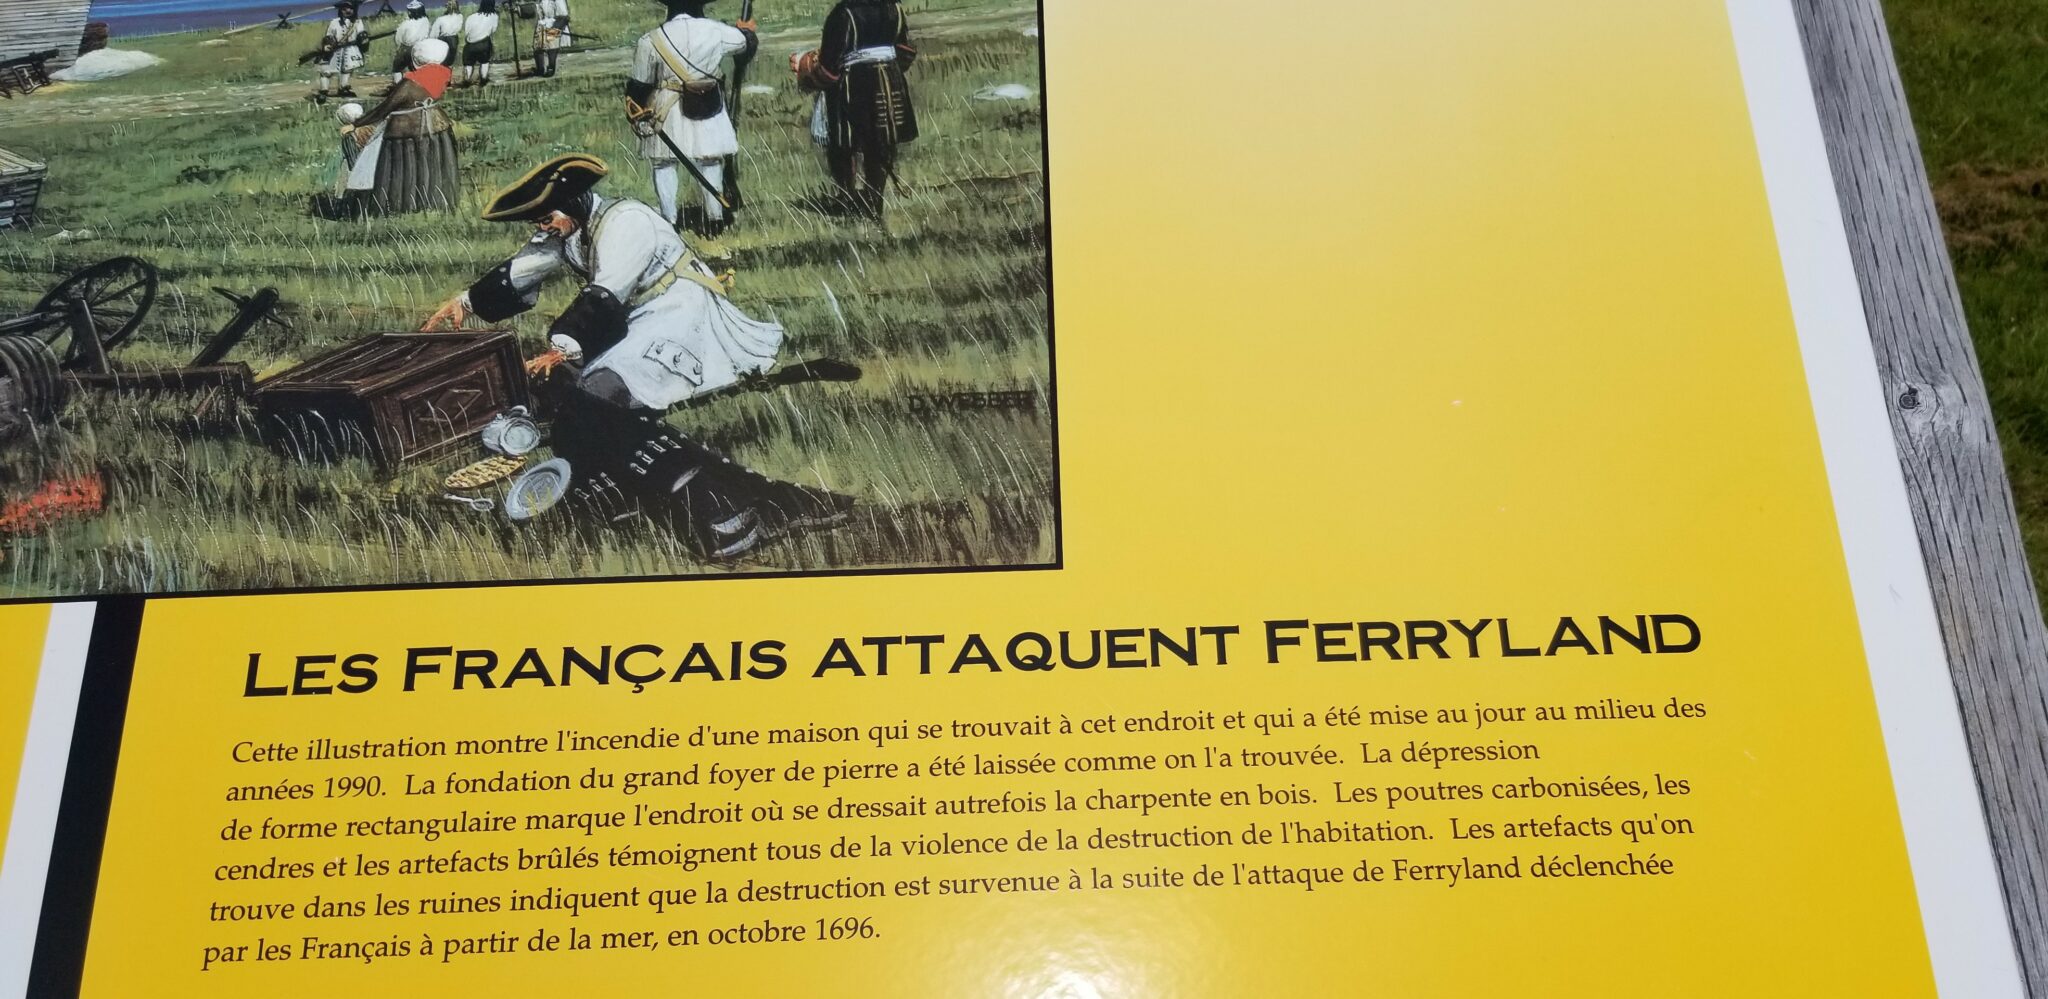 D. WEBBER
LES FRANÇAIS ATTAQUENT FERRYLAND
Cette illustration montre l'incendie d'une maison qui se trouvait à cet endroit et qui a été mise au jour au milieu des
années 1990. La fondation du grand foyer de pierre a été laissée comme on l'a trouvée. La dépression
de forme rectangulaire marque l'endroit où se dressait autrefois la charpente en bois. Les poutres carbonisées, les
cendres et les artefacts brûlés témoignent tous de la violence de la destruction de l'habitation. Les artefacts qu'on
trouve dans les ruines indiquent que la destruction est survenue à la suite de l'attaque de Ferryland déclenchée
par les Français à partir de la mer, en octobre 1696.